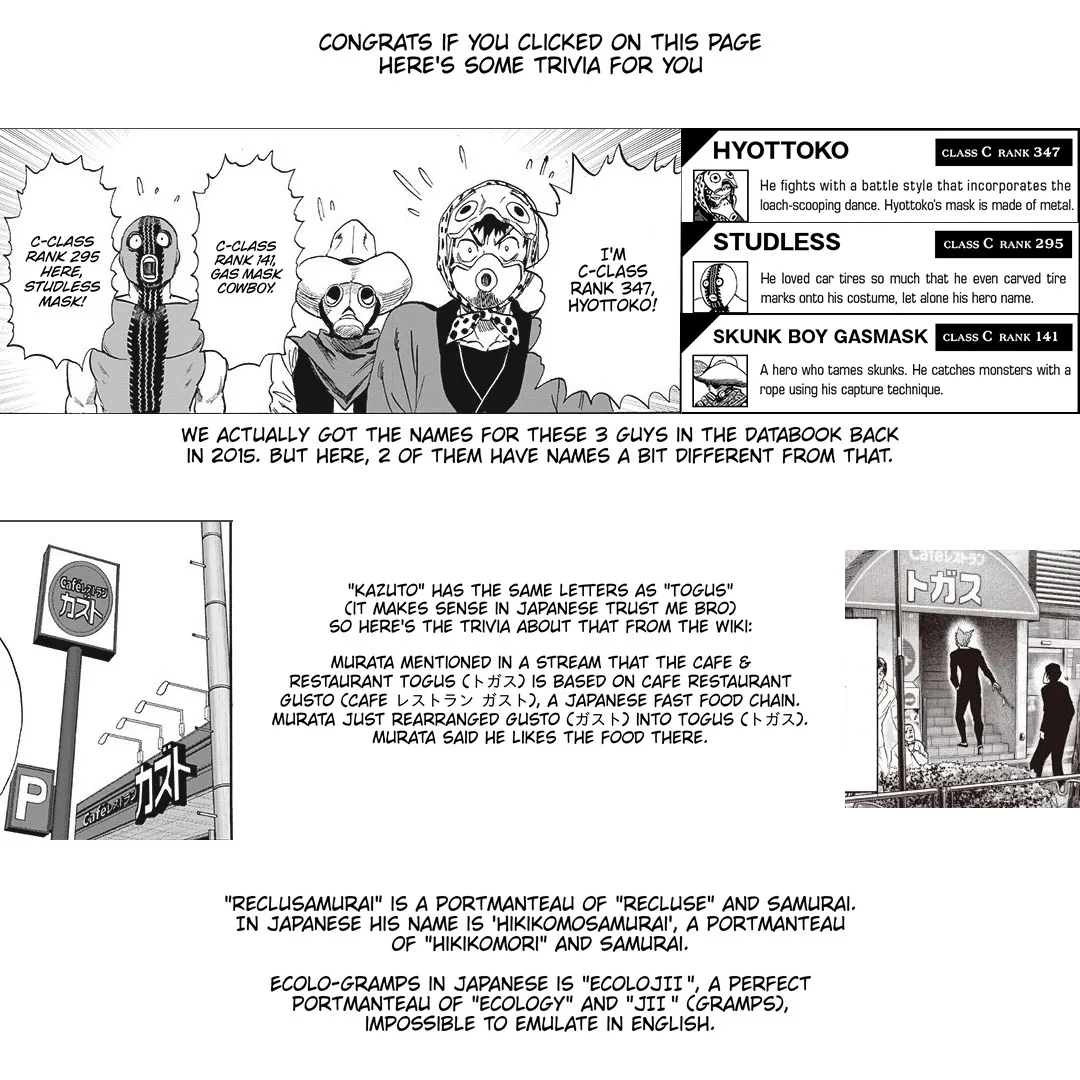 CONGRATS IF YOU CLICKED ON THIS PAGE
HERE'S SOME TRIVIA FOR YOU
C-CLASS
RANK 295
HERE,
STUDLESS
MASK!
C-CLASS
RANK 141,
GAS MASK
COWBOY.
I'M
C-CLASS
RANK 347,
HYOTTOKO!
HYOTTOKO
CLASS C RANK 347
He fights with a battle style that incorporates the
loach-scooping dance. Hyottoko's mask is made of metal.
STUDLESS
CLASS C RANK 295
He loved car tires so much that he even carved tire
marks onto his costume, let alone his hero name.
SKUNK BOY GASMASK
CLASS C RANK 141
A hero who tames skunks. He catches monsters with a
rope using his capture technique.
WE ACTUALLY GOT THE NAMES FOR THESE 3 GUYS IN THE DATABOOK BACK
IN 2015. BUT HERE, 2 OF THEM HAVE NAMES A BIT DIFFERENT FROM THAT.
Caféレストラン
ガスト
P
Caféレストラン
カスト
"KAZUTO" HAS THE SAME LETTERS AS "TOGUS"
(IT MAKES SENSE IN JAPANESE TRUST ME BRO)
SO HERE'S THE TRIVIA ABOUT THAT FROM THE WIKI:
MURATA MENTIONED IN A STREAM THAT THE CAFE &
RESTAURANT TOGUS (トガス) IS BASED ON CAFE RESTAURANT
GUSTO (CAFE レストラン ガスト), A JAPANESE FAST FOOD CHAIN.
MURATA JUST REARRANGED GUSTO (ガスト) INTO TOGUS (トガス).
MURATA SAID HE LIKES THE FOOD THERE.
Caféレストラン
トガス
"RECLUSAMURAI" IS A PORTMANTEAU OF "RECLUSE" AND SAMURAI.
IN JAPANESE HIS NAME IS 'HIKIKOMOSAMURAI', A PORTMANTEAU
OF "HIKIKOMORI" AND SAMURAI.
ECOLO-GRAMPS IN JAPANESE IS "ECOLOJII", A PERFECT
PORTMANTEAU OF "ECOLOGY" AND "JII" (GRAMPS),
IMPOSSIBLE TO EMULATE IN ENGLISH.